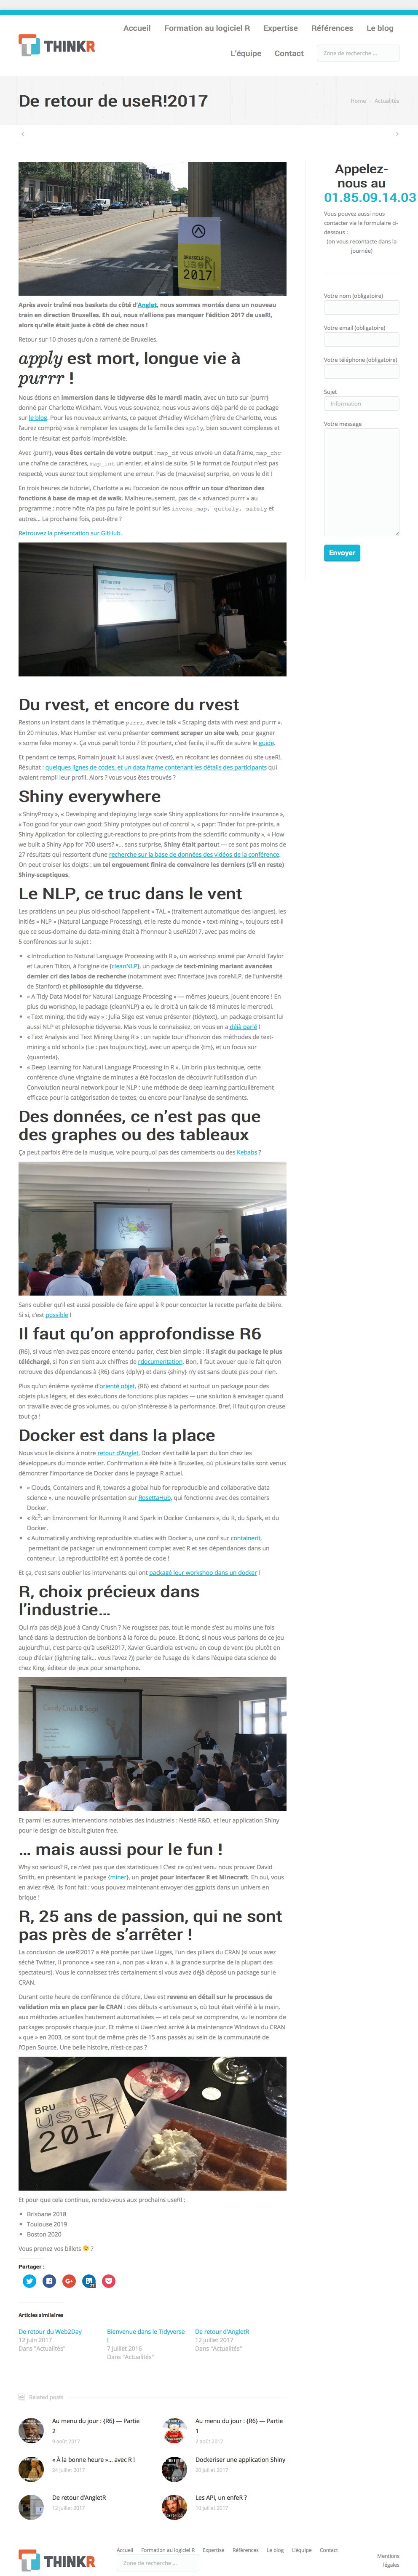 THINKR
Accueil Formation au logiciel R Expertise Références Le blog
L'équipe Contact
Zone de recherche …
De retour de useR!2017
Home / Actualités
Appelez-
nous au
01.85.09.14.03
Vous pouvez aussi nous
contacter via le formulaire ci-
dessous :
(on vous recontacte dans la
journée)
Votre nom (obligatoire)
Votre email (obligatoire)
Votre téléphone (obligatoire)
Sujet
Information
Votre message
Envoyer
BRUSSELS
useR!
2017
Après avoir traîné nos baskets du côté d'Anglet, nous sommes montés dans un nouveau
train en direction Bruxelles. Eh oui, nous n'allions pas manquer l'édition 2017 de useR!,
alors qu'elle était juste à côté de chez nous !
Retour sur 10 choses qu'on a ramené de Bruxelles.
apply est mort, longue vie à
purrr !
Nous étions en immersion dans le tidyverse dès le mardi matin, avec un tuto sur {purrr}
donné par Charlotte Wickham. Vous vous souvenez, nous vous avions déjà parlé de ce package
sur le blog. Pour les nouveaux arrivants, ce paquet d'Hadley Wickham (frère de Charlotte, vous
l'aurez compris) vise à remplacer les usages de la famille des apply, bien souvent complexes et
dont le résultat est parfois imprévisible.
Avec {purrr}, vous êtes certain de votre output : map_df vous envoie un data.frame, map_chr
une chaîne de caractères, map_int un entier, et ainsi de suite. Si le format de l'output n'est pas
respecté, vous aurez tout simplement une erreur. Pas de (mauvaise) surprise, on vous le dit !
En trois heures de tutoriel, Charlotte a eu l'occasion de nous offrir un tour d'horizon des
fonctions à base de map et de walk. Malheureusement, pas de « advanced purrr » au
programme : notre hôte n'a pas pu faire le point sur les invoke_map, quitely, safely et
autres… La prochaine fois, peut-être ?
Retrouvez la présentation sur GitHub.
Du rvest, et encore du rvest
Restons un instant dans la thématique purrr, avec le talk « Scraping data with rvest and purrr ».
En 20 minutes, Max Humber est venu présenter comment scraper un site web, pour gagner
« some fake money ». Ça vous paraît tordu ? Et pourtant, c'est facile, il suffit de suivre le guide.
Et pendant ce temps, Romain jouait lui aussi avec {rvest}, en récoltant les données du site useR!.
Résultat : quelques lignes de codes, et un data.frame contenant les détails des participants qui
avaient rempli leur profil. Alors ? vous vous êtes trouvés ?
Shiny everywhere
« ShinyProxy », « Developing and deploying large scale Shiny applications for non-life insurance »,
« Too good for your own good: Shiny prototypes out of control », « papr: Tinder for pre-prints, a
Shiny Application for collecting gut-reactions to pre-prints from the scientific community », « How
we built a Shiny App for 700 users? »… sans surprise, Shiny était partout — ce sont pas moins de
27 résultats qui ressortent d'une recherche sur la base de données des vidéos de la conférence.
On peut croiser les doigts : un tel engouement finira de convaincre les derniers (s'il en reste)
Shiny-sceptiques.
Le NLP, ce truc dans le vent
Les praticiens un peu plus old-school l'appellent « TAL » (traitement automatique des langues), les
initiés « NLP » (Natural Language Processing), et le reste du monde « text-mining », toujours est-il
que ce sous-domaine du data-mining était à l'honneur à useR!2017, avec pas moins de
5 conférences sur le sujet :
• « Introduction to Natural Language Processing with R », un workshop animé par Arnold Taylor
et Lauren Tilton, à l'origine de {cleanNLP}, un package de text-mining mariant avancées
dernier cri des labos de recherche (notamment avec l'interface Java coreNLP, de l'université
de Stanford) et philosophie du tidyverse.
• « A Tidy Data Model for Natural Language Processing » — mêmes joueurs, jouent encore ! En
plus du workshop, le package {cleanNLP} a eu le droit à un talk de 18 minutes le mercredi.
• « Text mining, the tidy way » : Julia Silge est venue présenter {tidytext}, un package croisant lui
aussi NLP et philosophie tidyverse. Mais vous le connaissiez, on vous en a déjà parlé !
• « Text Analysis and Text Mining Using R » : un rapide tour d'horizon des méthodes de text-
mining « old school » (i.e : pas toujours tidy), avec un aperçu de {tm}, et un focus sur
{quanteda}.
• « Deep Learning for Natural Language Processing in R ». Un brin plus technique, cette
conférence d'une vingtaine de minutes a été l'occasion de découvrir l'utilisation d'un
Convolution neural network pour le NLP : une méthode de deep learning particulièrement
efficace pour la catégorisation de textes, ou encore pour l'analyse de sentiments.
Des données, ce n'est pas que
des graphes ou des tableaux
Ça peut parfois être de la musique, voire pourquoi pas des camemberts ou des Kebabs ?
Sans oublier qu'il est aussi possible de faire appel à R pour concocter la recette parfaite de bière.
Si si, c'est possible !
Il faut qu'on approfondisse R6
{R6}, si vous n'en avez pas encore entendu parler, c'est bien simple : il s'agit du package le plus
téléchargé, si l'on s'en tient aux chiffres de rdocumentation. Bon, il faut avouer que le fait qu'on
retrouve des dépendances à {R6} dans {dplyr} et dans {shiny} n'y est sans doute pas pour rien.
Plus qu'un énième système d'orienté objet, {R6} est d'abord et surtout un package pour des
objets plus légers, et des exécutions de fonctions plus rapides — une solution à envisager quand
on travaille avec de gros volumes, ou qu'on s'intéresse à la performance. Bref, il faut qu'on creuse
tout ça !
Docker est dans la place
Nous vous le disions à notre retour d'Anglet, Docker s'est taillé la part du lion chez les
développeurs du monde entier. Confirmation a été faite à Bruxelles, où plusieurs talks sont venus
démontrer l'importance de Docker dans le paysage R actuel.
• « Clouds, Containers and R, towards a global hub for reproducible and collaborative data
science », une nouvelle présentation sur RosettaHub, qui fonctionne avec des containers
Docker.
• « Rc²: an Environment for Running R and Spark in Docker Containers », du R, du Spark, et du
Docker.
• « Automatically archiving reproducible studies with Docker », une conf sur containerit,
permettant de packager un environnement complet avec R et ses dépendances dans un
conteneur. La reproductibilité est à portée de code !
Et ça, c'est sans oublier les intervenants qui ont packagé leur workshop dans un docker !
R, choix précieux dans
l'industrie…
Qui n'a pas déjà joué à Candy Crush ? Ne rougissez pas, tout le monde s'est au moins une fois
lancé dans la destruction de bonbons à la force du pouce. Et donc, si nous vous parlons de ce jeu
aujourd'hui, c'est parce qu'à useR!2017, Xavier Guardiola est venu en coup de vent (ou plutôt en
coup d'éclair (lightning talk… vous l'avez ?)) parler de l'usage de R dans l'équipe data science de
chez King, éditeur de jeux pour smartphone.
Candy Crush R Saga
Et parmi les autres interventions notables des industriels : Nestlé R&D, et leur application Shiny
pour le design de biscuit gluten free.
… mais aussi pour le fun !
Why so serious? R, ce n'est pas que des statistiques ! C'est ce qu'est venu nous prouver David
Smith, en présentant le package {miner}, un projet pour interfacer R et Minecraft. Eh oui, vous
en aviez rêvé, ils l'ont fait : vous pouvez maintenant envoyer des ggplots dans un univers en
brique !
R, 25 ans de passion, qui ne sont
pas près de s'arrêter !
La conclusion de useR!2017 a été portée par Uwe Ligges, l'un des piliers du CRAN (si vous avez
séché Twitter, il prononce « see ran », non pas « kran », à la grande surprise de la plupart des
spectateurs). Vous le connaissez très certainement si vous avez déjà déposé un package sur le
CRAN.
Durant cette heure de conférence de clôture, Uwe est revenu en détail sur le processus de
validation mis en place par le CRAN : des débuts « artisanaux », où tout était vérifié à la main,
aux méthodes actuelles hautement automatisées — et cela peut se comprendre, vu le nombre de
packages proposés chaque jour. Et même si Uwe n'est arrivé à la maintenance Windows du CRAN
« que » en 2003, ce sont tout de même près de 15 ans passés au sein de la communauté de
l'Open Source. Une belle histoire, n'est-ce pas ?
BRUSSELS
useR!
2017
Et pour que cela continue, rendez-vous aux prochains useR! :
• Brisbane 2018
• Toulouse 2019
• Boston 2020
Vous prenez vos billets 🙂 ?
Partager :
Articles similaires
De retour du Web2Day
12 juin 2017
Dans "Actualités"
Bienvenue dans le Tidyverse
!
7 juillet 2016
Dans "Actualités"
De retour d'AngletR
12 juillet 2017
Dans "Actualités"
Related posts
Au menu du jour : {R6} — Partie
2
9 août 2017
Au menu du jour : {R6} — Partie
1
2 août 2017
« À la bonne heure »… avec R !
24 juillet 2017
Dockeriser une application Shiny
20 juillet 2017
De retour d'AngletR
12 juillet 2017
Les API, un enfeR ?
10 juillet 2017
THINKR
Accueil Formation au logiciel R Expertise Références Le blog L'équipe Contact
Zone de recherche …
Mentions
légales